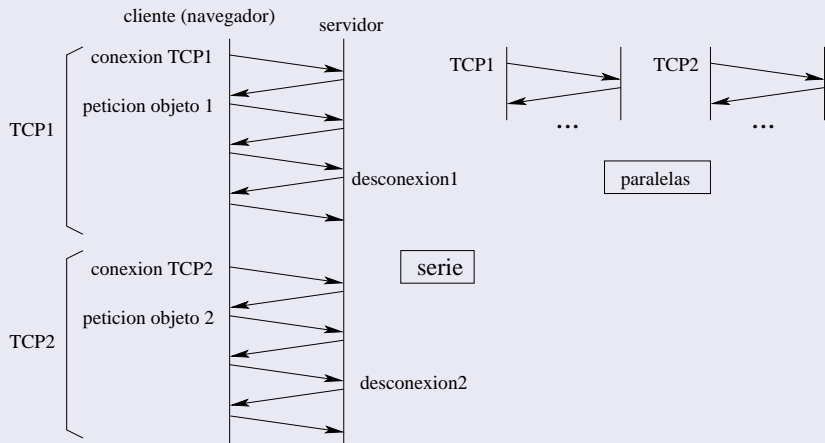 cliente (navegador)
servidor
conexion TCP1
peticion objeto 1
TCP1
desconexion1
conexion TCP2
peticion objeto 2
TCP2
desconexion2
serie
TCP1
TCP2
...
...
paralelas